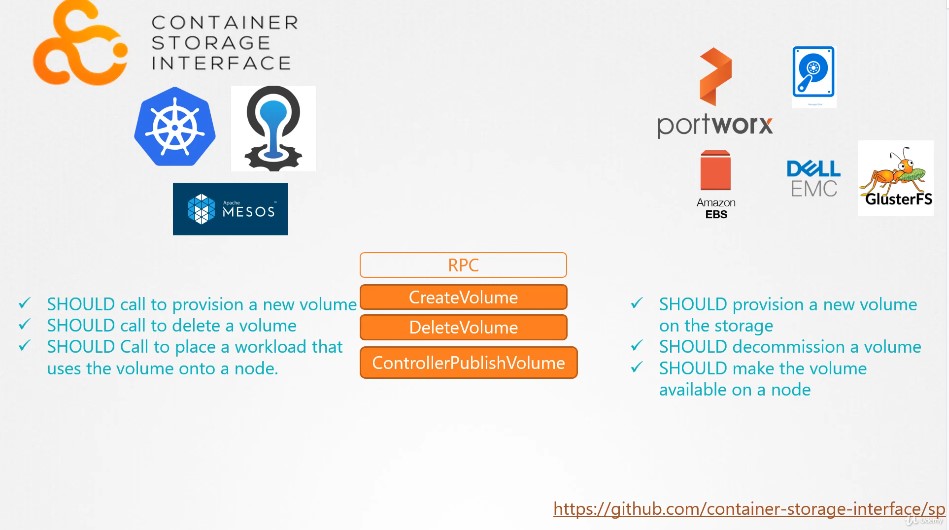 CONTAINER
STORAGE
INTERFACE
Apache
MESOS
portworx
Amazon
EBS
DELL
EMC
GlusterFS
RPC
CreateVolume
DeleteVolume
ControllerPublishVolume
✓ SHOULD call to provision a new volume
✓ SHOULD call to delete a volume
✓ SHOULD Call to place a workload that
uses the volume onto a node.
✓ SHOULD provision a new volume
on the storage
✓ SHOULD decommission a volume
✓ SHOULD make the volume
available on a node
https://github.com/container-storage-interface/sp